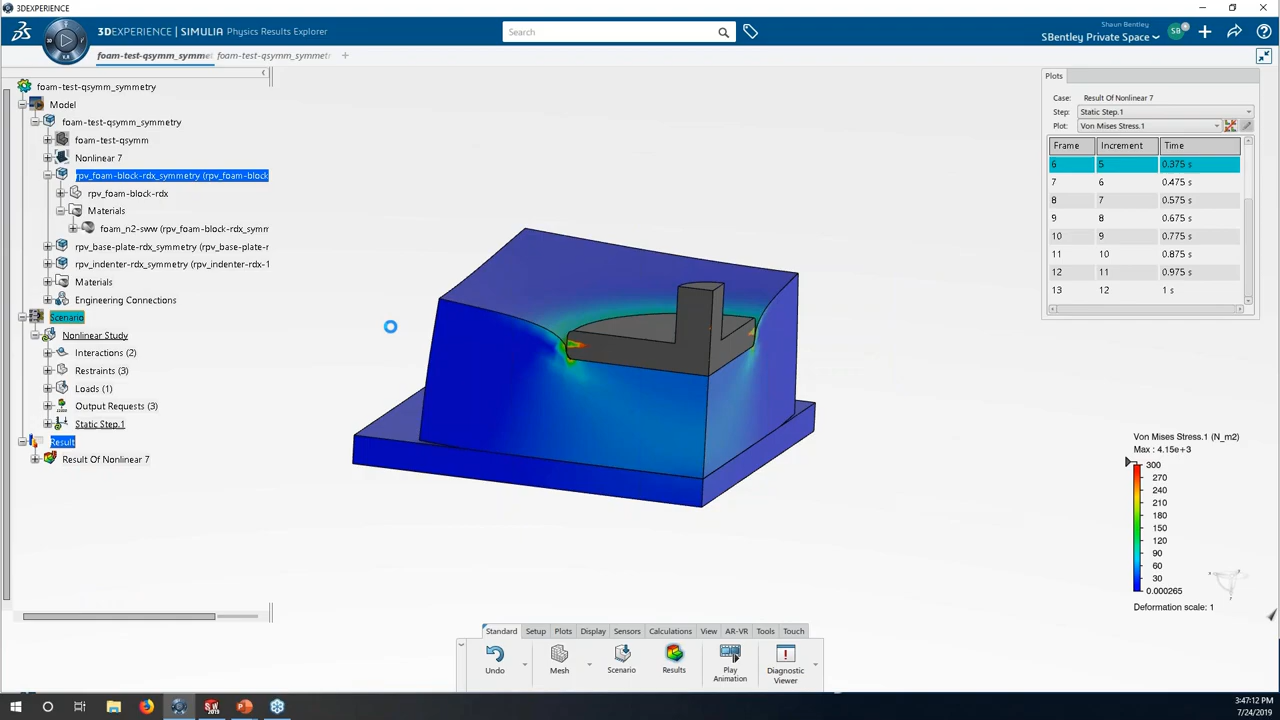 3DEXPERIENCE
3DEXPERIENCE | SIMULIA Physics Results Explorer
Search
Shaun Bentley
SBentley Private Space
SB
foam-test-qsymm_symme
foam-test-qsymm_symmetr
foam-test-qsymm_symmetry
Model
foam-test-qsymm_symmetry
foam-test-qsymm
Nonlinear 7
rpv_foam-block-rdx_symmetry (rpv_foam-block
rpv_foam-block-rdx
Materials
foam_n2-sww (rpv_foam-block-rdx_symm
rpv_base-plate-rdx_symmetry (rpv_base-plate-r
rpv_indenter-rdx_symmetry (rpv_indenter-rdx-1
Materials
Engineering Connections
Scenario
Nonlinear Study
Interactions (2)
Restraints (3)
Loads (1)
Output Requests (3)
Static Step.1
Result
Result Of Nonlinear 7
Plots
Case: Result Of Nonlinear 7
Step: Static Step.1
Plot: Von Mises Stress.1
Frame Increment Time
6 5 0.375 s
7 6 0.475 s
8 7 0.575 s
9 8 0.675 s
10 9 0.775 s
11 10 0.875 s
12 11 0.975 s
13 12 1 s
Von Mises Stress.1 (N_m2)
Max : 4.15e+3
300
270
240
210
180
150
120
90
60
30
0.000265
Deformation scale: 1
Standard Setup Plots Display Sensors Calculations View AR-VR Tools Touch
Undo
Mesh
Scenario
Results
Play Animation
Diagnostic Viewer
3:47:12 PM
7/24/2019